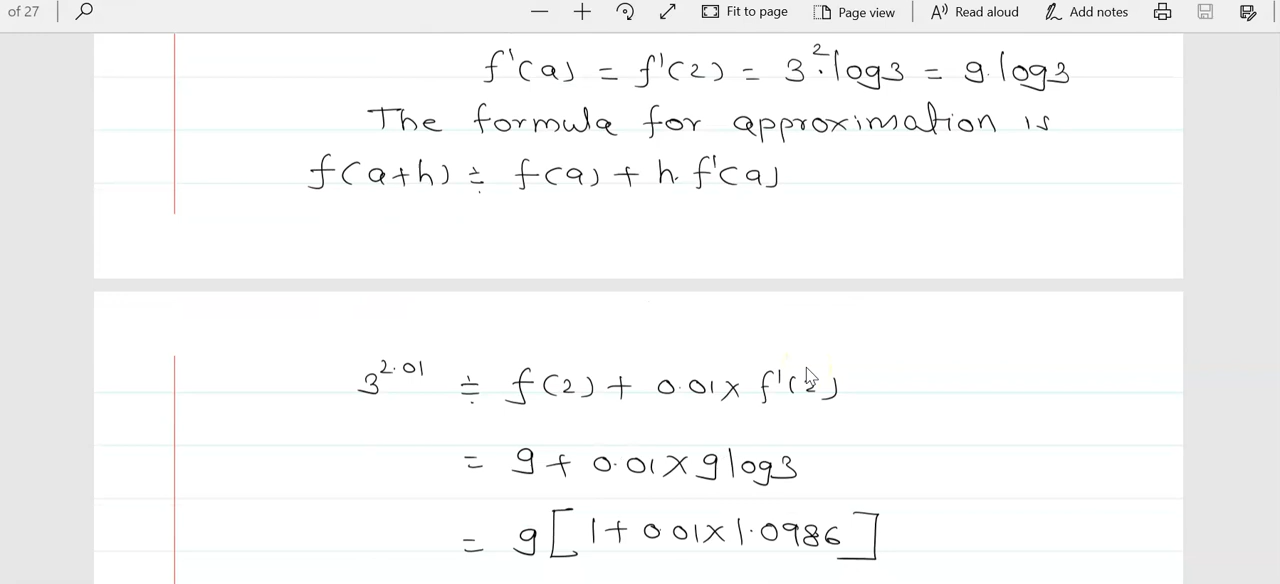 of 27 Fit to page Page view Read aloud Add notes
f'(a) = f'(2) = 3².log3 = 9.log3
The formula for approximation is
f(a+h) ≑ f(a) + h. f'(a)
3^2.01 ≑ f(2) + 0.01 x f'(2)
= 9 + 0.01 x 9 log3
= 9 [ 1 + 0.01 x 1.0986 ]